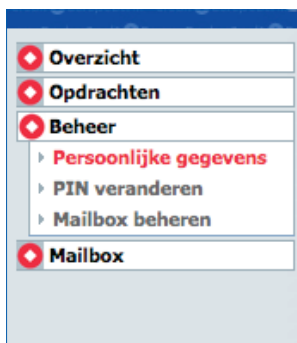 Overzicht
Opdrachten
Beheer
Persoonlijke gegevens
PIN veranderen
Mailbox beheren
Mailbox